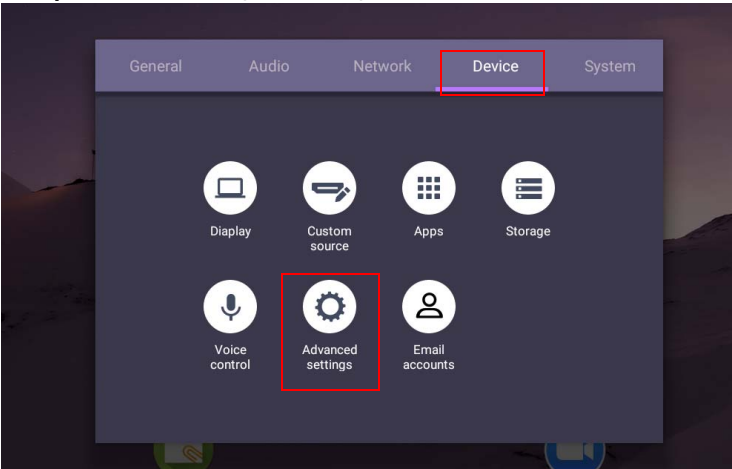 General Audio Network Device System
Diaplay Custom source Apps Storage
Voice control Advanced settings Email accounts